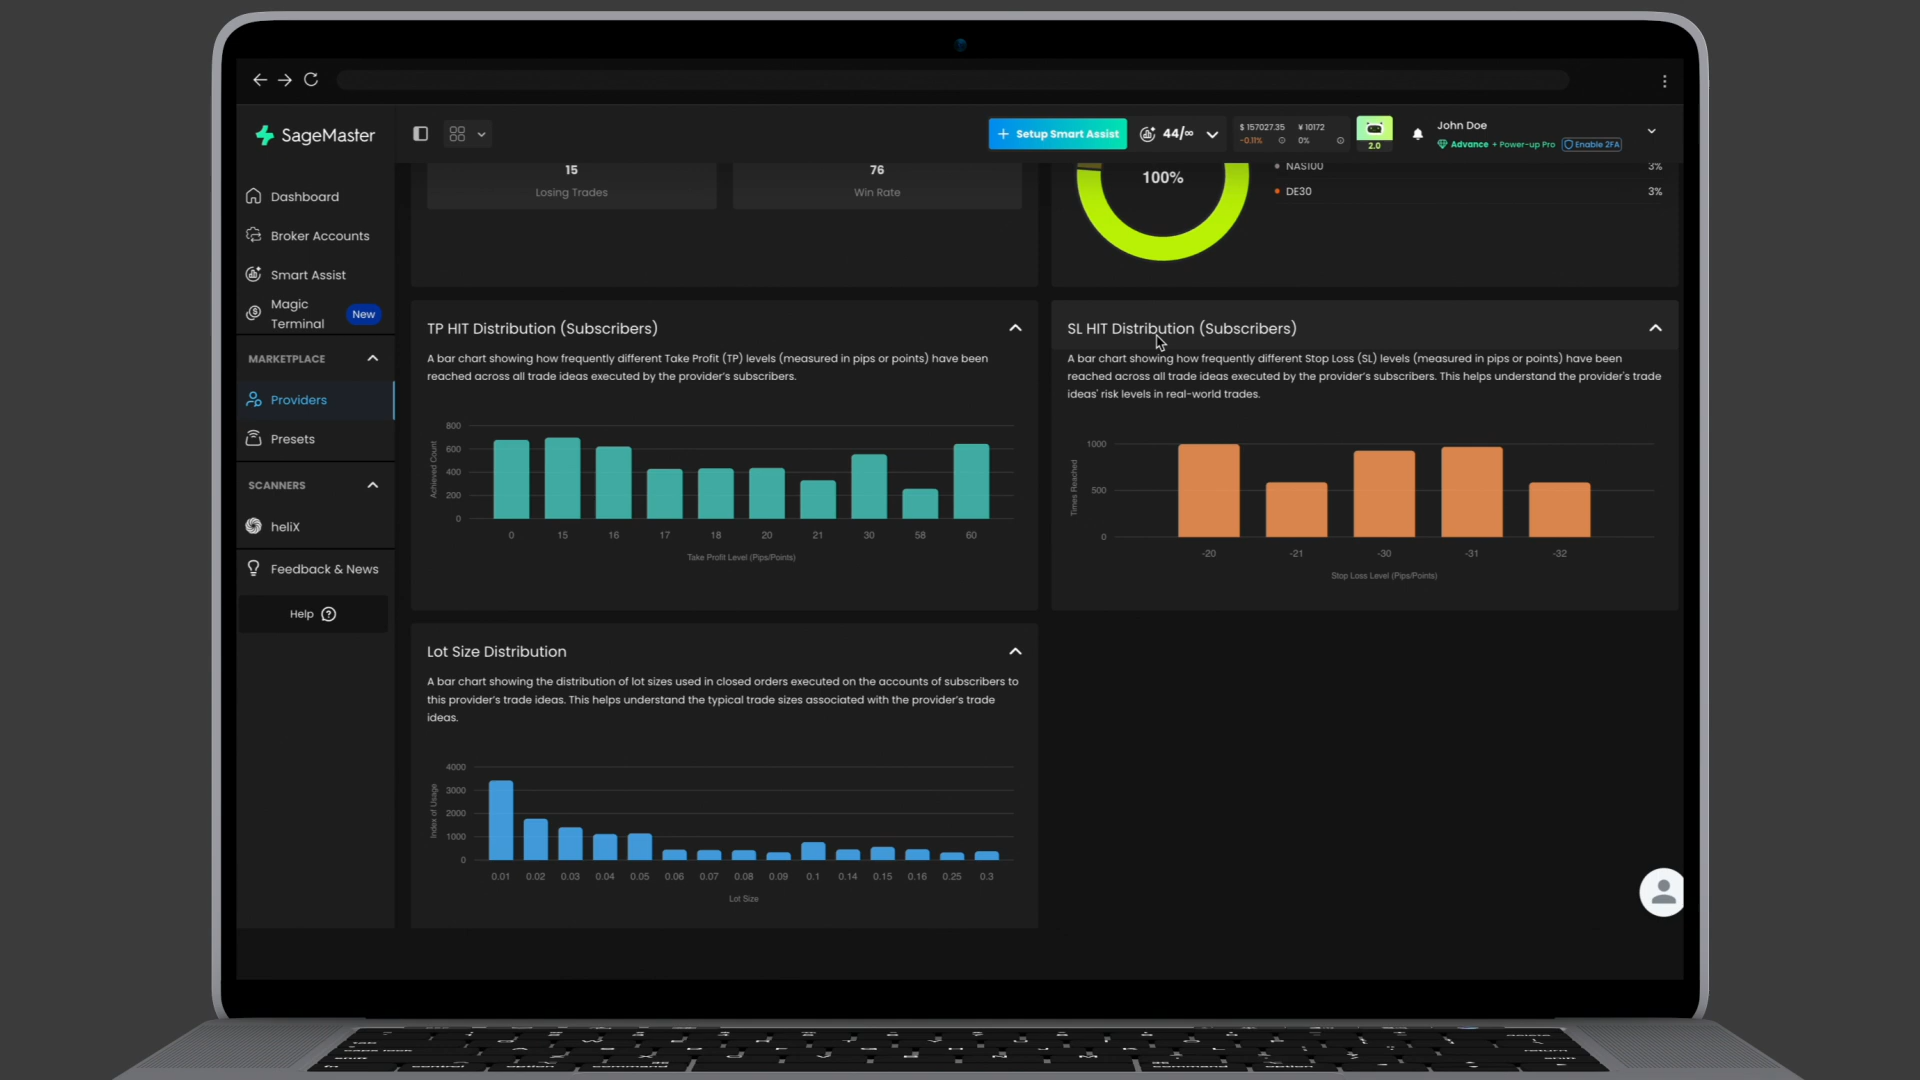 SageMaster
Setup Smart Assist
44/∞
$ 157027.35
-0.11%
¥ 10172
0%
2.0
John Doe
Advance + Power-up Pro
Enable 2FA
Dashboard
Broker Accounts
Smart Assist
Magic
Terminal
New
MARKETPLACE
Providers
Presets
SCANNERS
heliX
Feedback & News
Help
15
Losing Trades
76
Win Rate
100%
NAS100
3%
DE30
3%
TP HIT Distribution (Subscribers)
A bar chart showing how frequently different Take Profit (TP) levels (measured in pips or points) have been
reached across all trade ideas executed by the provider's subscribers.
800
600
400
200
0
Achieved Count
0 15 16 17 18 20 21 30 58 60
Take Profit Level (Pips/Points)
SL HIT Distribution (Subscribers)
A bar chart showing how frequently different Stop Loss (SL) levels (measured in pips or points) have been
reached across all trade ideas executed by the provider's subscribers. This helps understand the provider's trade
ideas' risk levels in real-world trades.
1000
500
0
Times Reached
-20 -21 -30 -31 -32
Stop Loss Level (Pips/Points)
Lot Size Distribution
A bar chart showing the distribution of lot sizes used in closed orders executed on the accounts of subscribers to
this provider's trade ideas. This helps understand the typical trade sizes associated with the provider's trade
ideas.
4000
3000
2000
1000
0
Index of Usage
0.01 0.02 0.03 0.04 0.05 0.06 0.07 0.08 0.09 0.1 0.14 0.15 0.16 0.25 0.3
Lot Size